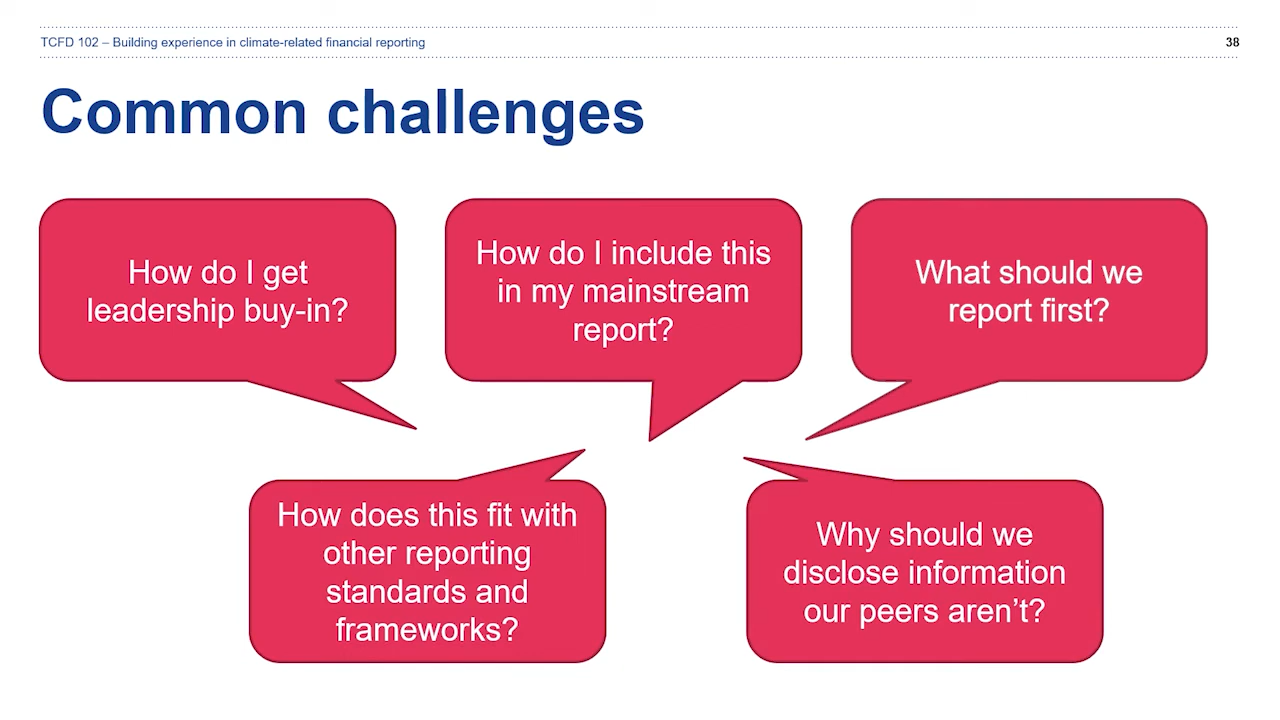 TCFD 102 – Building experience in climate-related financial reporting
38
Common challenges
How do I get
leadership buy-in?
How do I include this
in my mainstream
report?
What should we
report first?
How does this fit with
other reporting
standards and
frameworks?
Why should we
disclose information
our peers aren’t?